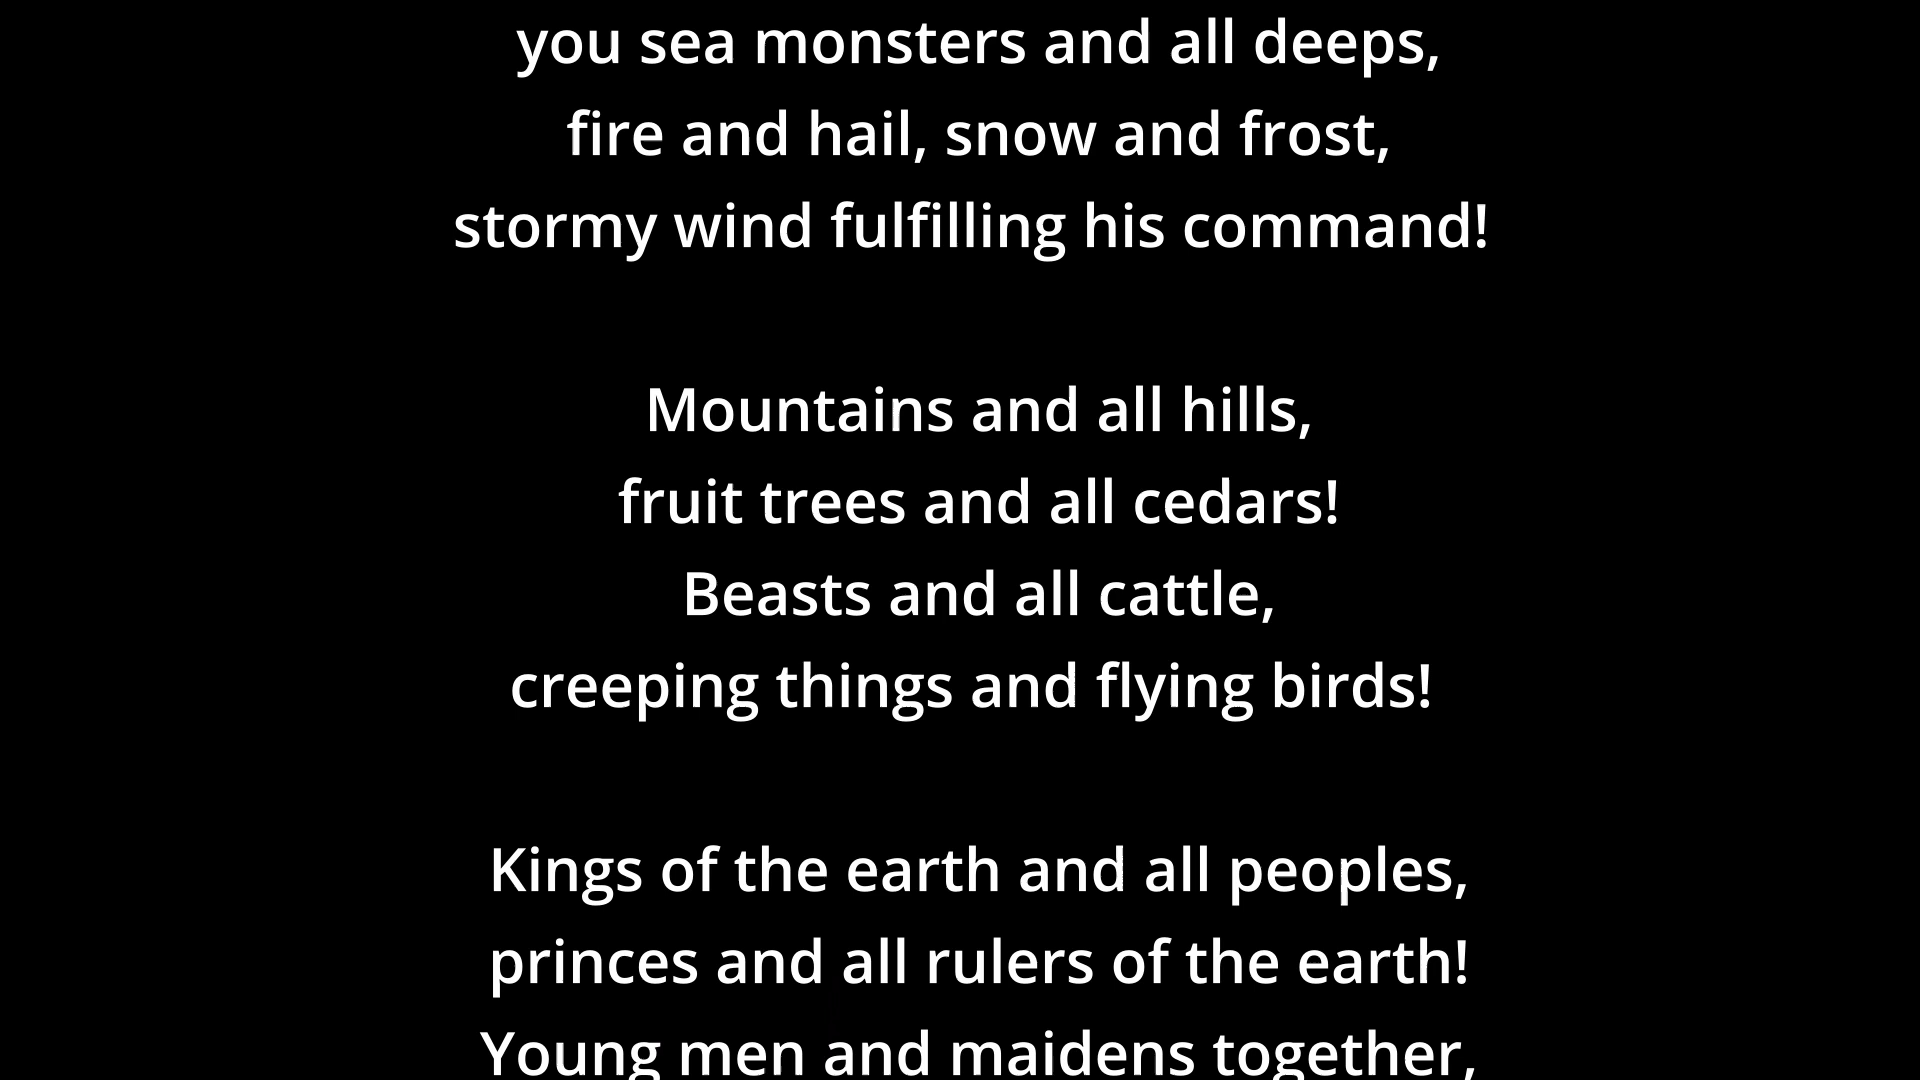 you sea monsters and all deeps,
fire and hail, snow and frost,
stormy wind fulfilling his command!
Mountains and all hills,
fruit trees and all cedars!
Beasts and all cattle,
creeping things and flying birds!
Kings of the earth and all peoples,
princes and all rulers of the earth!
Young men and maidens together,